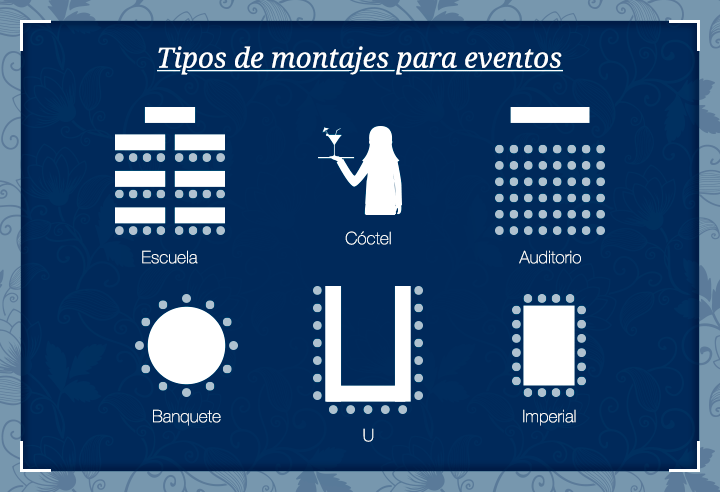 Tipos de montajes para eventos
Escuela
Cóctel
Auditorio
Banquete
U
Imperial